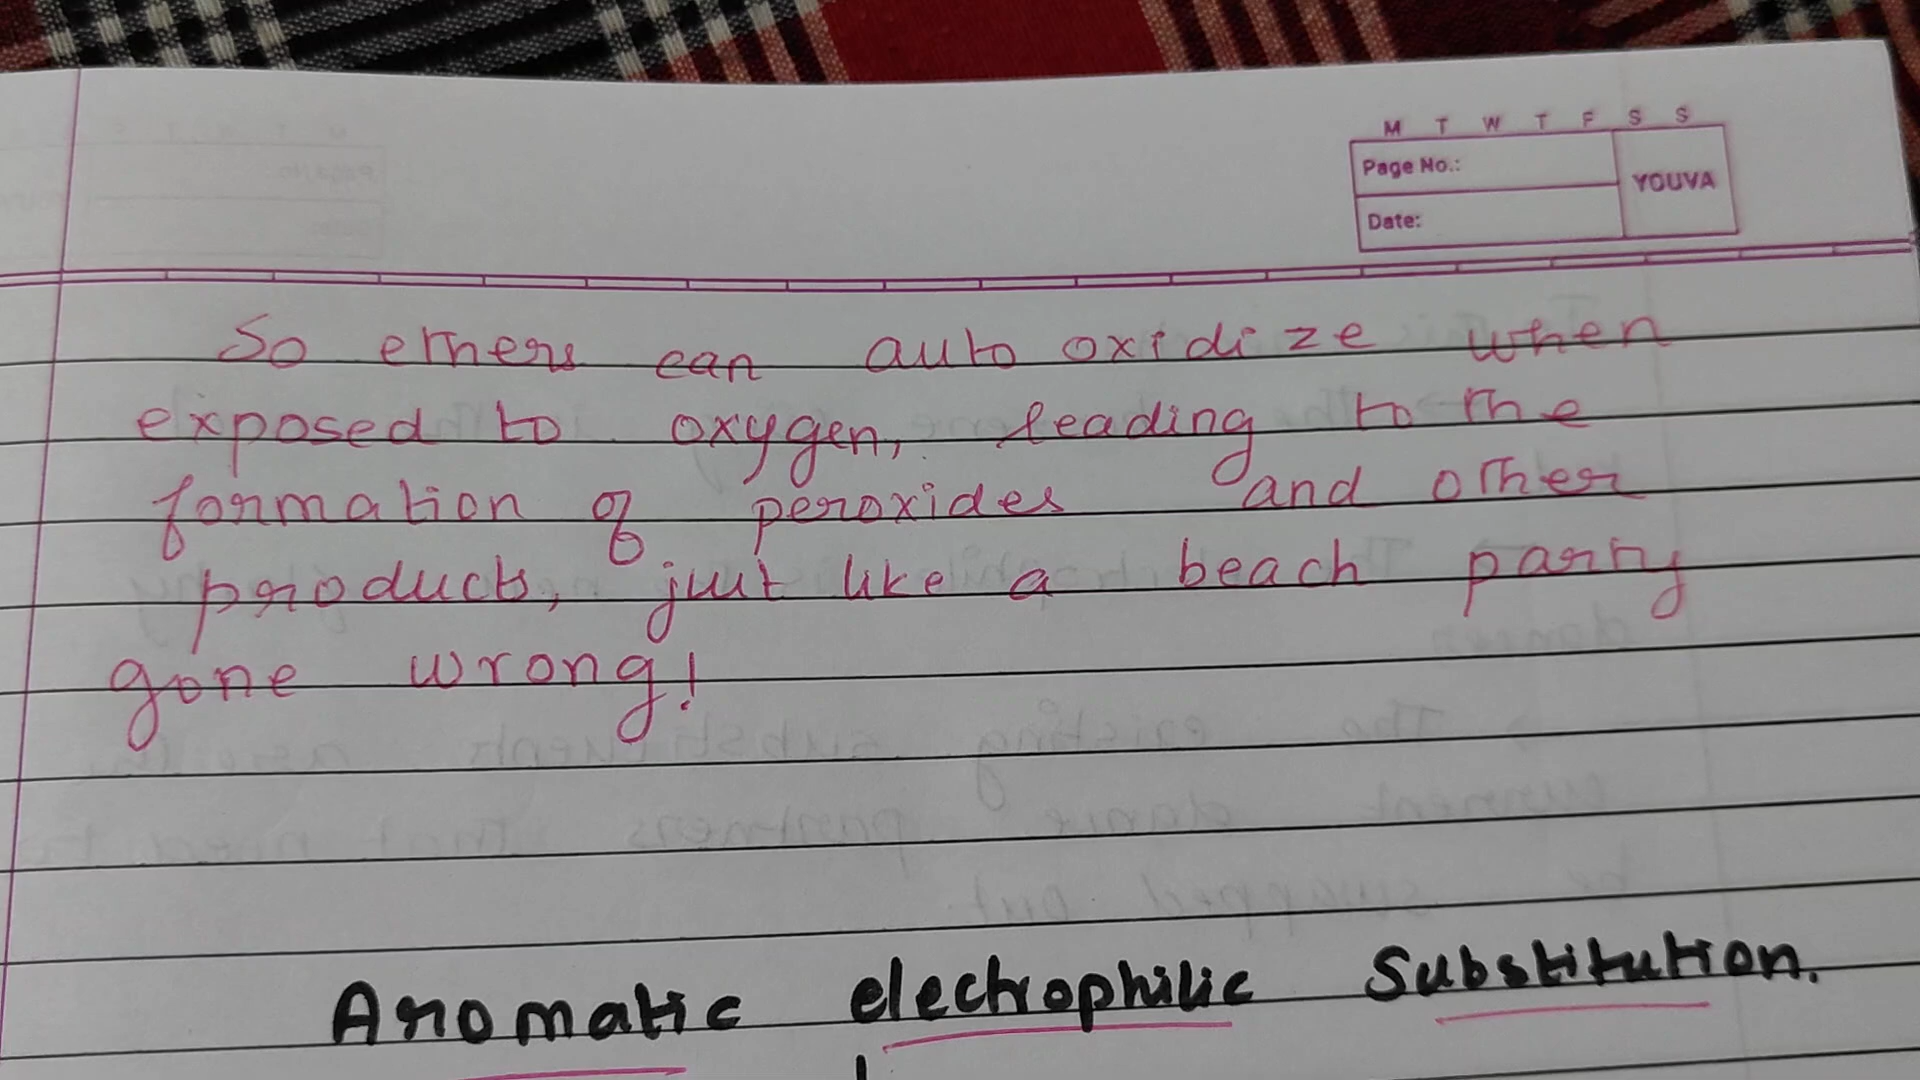 M T W T F S S
Page No.:
YOUVA
Date:
So ethers can auto oxidize when
exposed to oxygen, leading to the
formation of peroxides and other
products, just like a beach party
gone wrong!
Aromatic electrophilic Substitution.